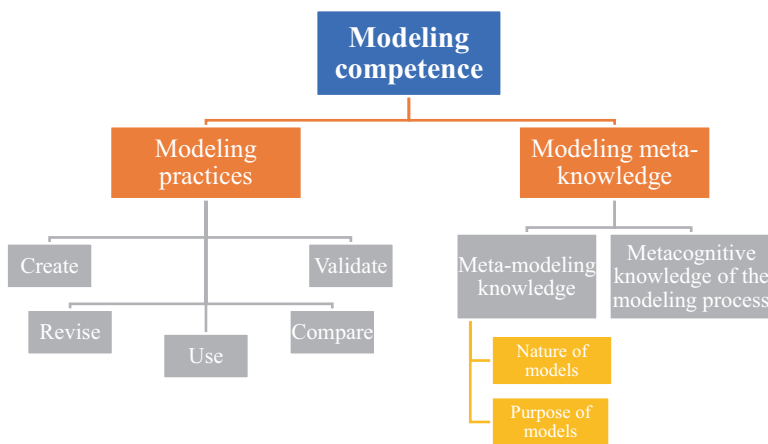 Modeling
competence
Modeling
practices
Modeling meta-
knowledge
Create
Validate
Revise
Use
Compare
Meta-modeling
knowledge
Metacognitive
knowledge of the
modeling process
Nature of
models
Purpose of
models